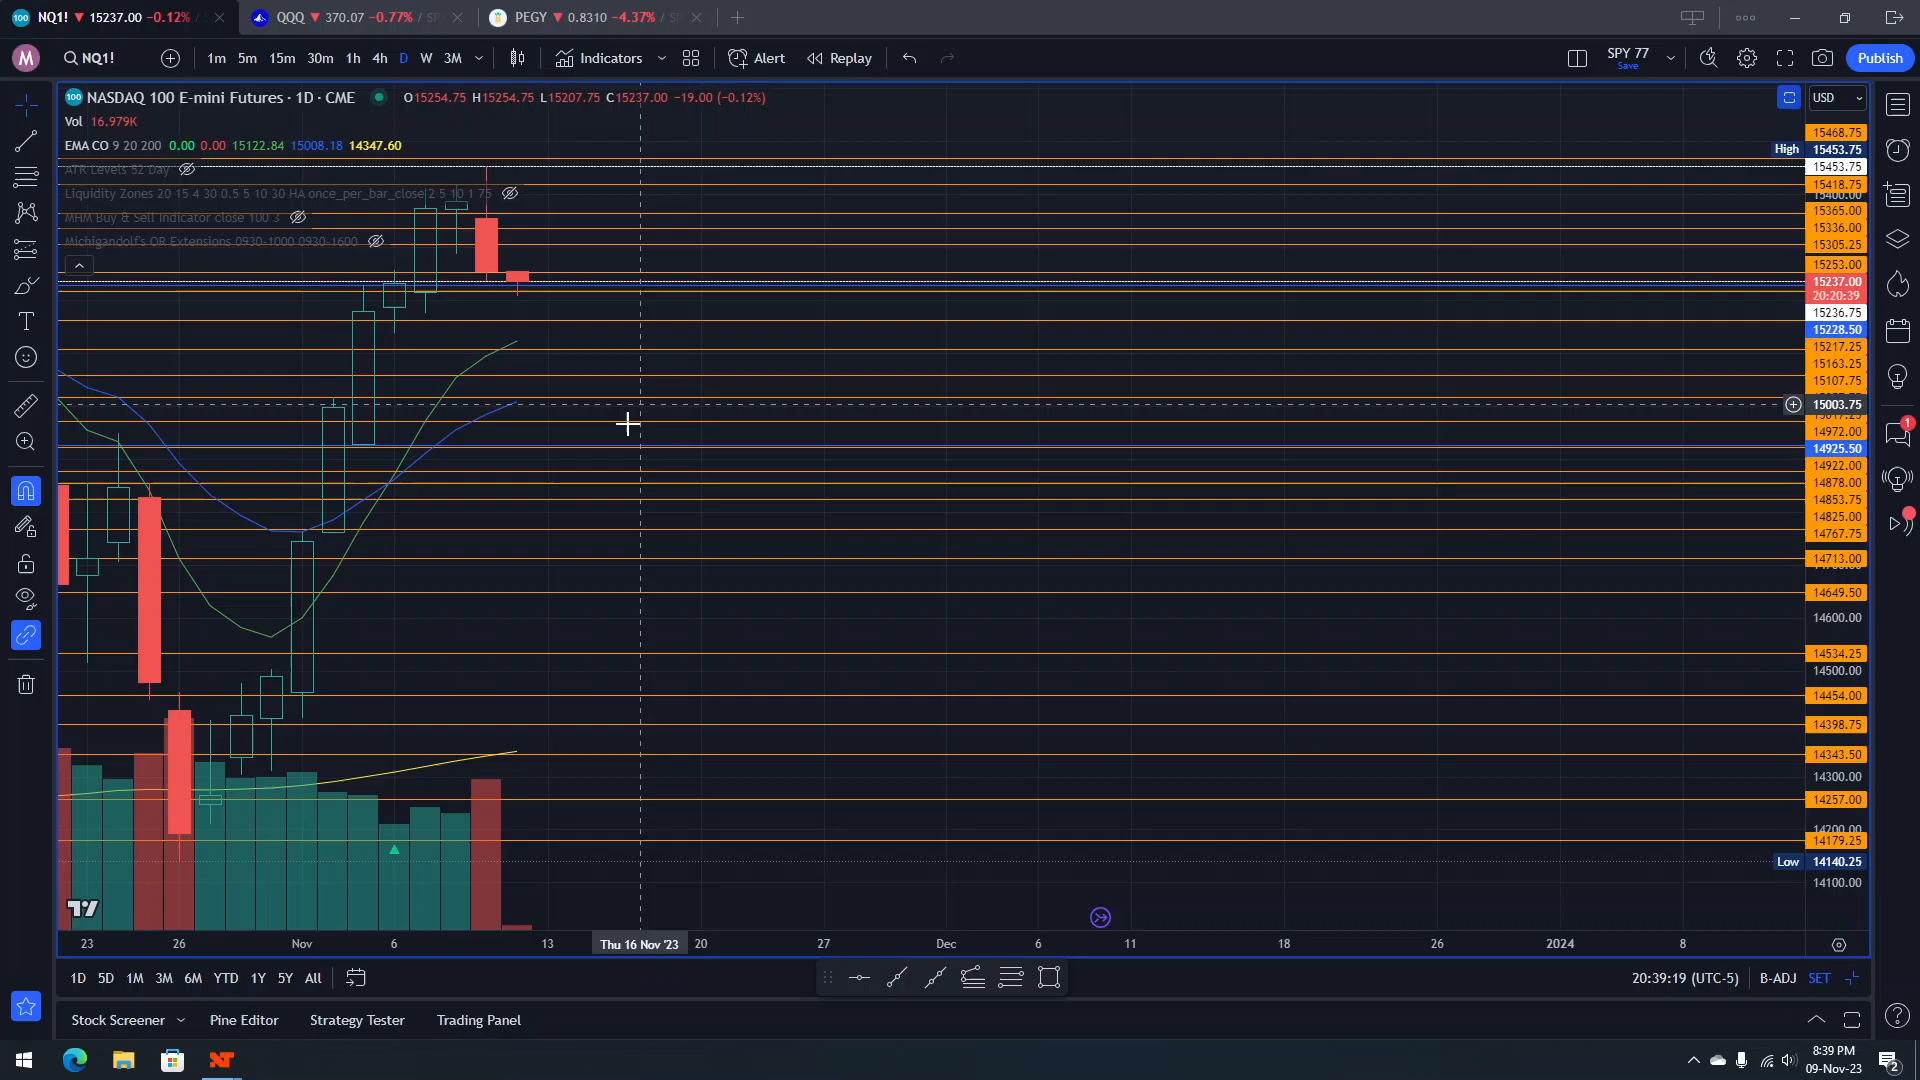 NQ1! ▼ 15237.00 −0.12% /
QQQ ▼ 370.07 −0.77% / SP
PEGY ▼ 0.8310 −4.37% / SP
M
NQ1!
1m 5m 15m 30m 1h 4h D W 3M
Indicators
Alert
Replay
SPY 77
Save
Publish
100 NASDAQ 100 E-mini Futures · 1D · CME
O15254.75 H15254.75 L15207.75 C15237.00 −19.00 (−0.12%)
USD
Vol 16.979K
EMA CO 9 20 200 0.00 0.00 15122.84 15008.18 14347.60
ATR Levels 52 Day
Liquidity Zones 20 15 4 30 0.5 5 10 30 HA once_per_bar_close 2 5 10 1 75
MHM Buy & Sell Indicator close 100 3
Michigandolf's OR Extensions 0930-1000 0930-1600
15468.75
High 15453.75
15453.75
15418.75
15400.00
15365.00
15336.00
15305.25
15253.00
15237.00
20:20:39
15236.75
15228.50
15217.25
15163.25
15107.75
15003.75
14972.00
14925.50
14922.00
14878.00
14853.75
14825.00
14767.75
14713.00
14649.50
14600.00
14534.25
14500.00
14454.00
14398.75
14343.50
14300.00
14257.00
14200.00
14179.25
Low 14140.25
14100.00
1
23 26 Nov 6 13 Thu 16 Nov '23 20 27 Dec 6 11 18 26 2024 8
1D 5D 1M 3M 6M YTD 1Y 5Y All
20:39:19 (UTC-5) B-ADJ SET
Stock Screener Pine Editor Strategy Tester Trading Panel
8:39 PM
09-Nov-23
2